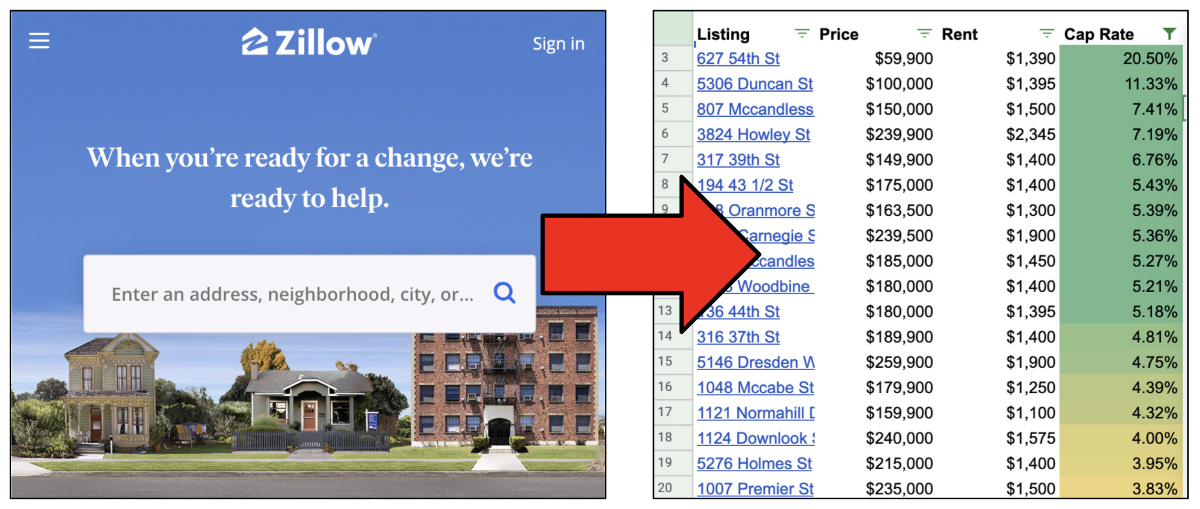 Zillow
Sign in
When you're ready for a change, we're
ready to help.
Enter an address, neighborhood, city, or...
Listing Price Rent Cap Rate
3 627 54th St $59,900 $1,390 20.50%
4 5306 Duncan St $100,000 $1,395 11.33%
5 807 Mccandless $150,000 $1,500 7.41%
6 3824 Howley St $239,900 $2,345 7.19%
7 317 39th St $149,900 $1,400 6.76%
8 194 43 1/2 St $175,000 $1,400 5.43%
9 Oranmore S $163,500 $1,300 5.39%
Carnegie S $239,500 $1,900 5.36%
ccandles $185,000 $1,450 5.27%
Woodbine $180,000 $1,400 5.21%
13 36 44th St $180,000 $1,395 5.18%
14 316 37th St $189,900 $1,400 4.81%
15 5146 Dresden W $259,900 $1,900 4.75%
16 1048 Mccabe St $179,900 $1,250 4.39%
17 1121 Normahill D $159,900 $1,100 4.32%
18 1124 Downlook S $240,000 $1,575 4.00%
19 5276 Holmes St $215,000 $1,400 3.95%
20 1007 Premier St $235,000 $1,500 3.83%